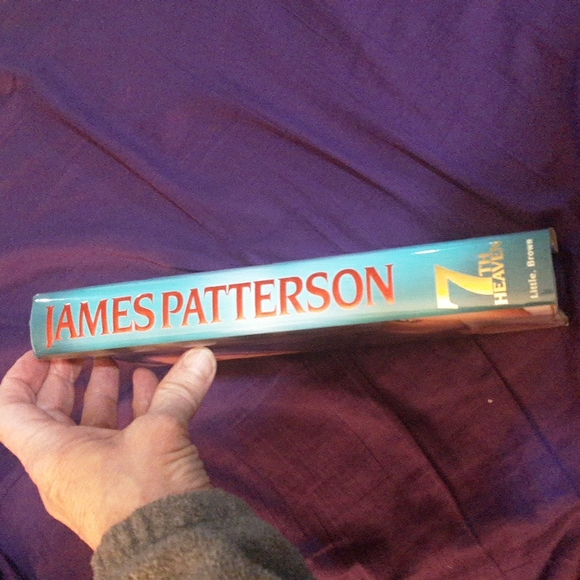 JAMES PATTERSON
7TH
HEAVEN
Little, Brown